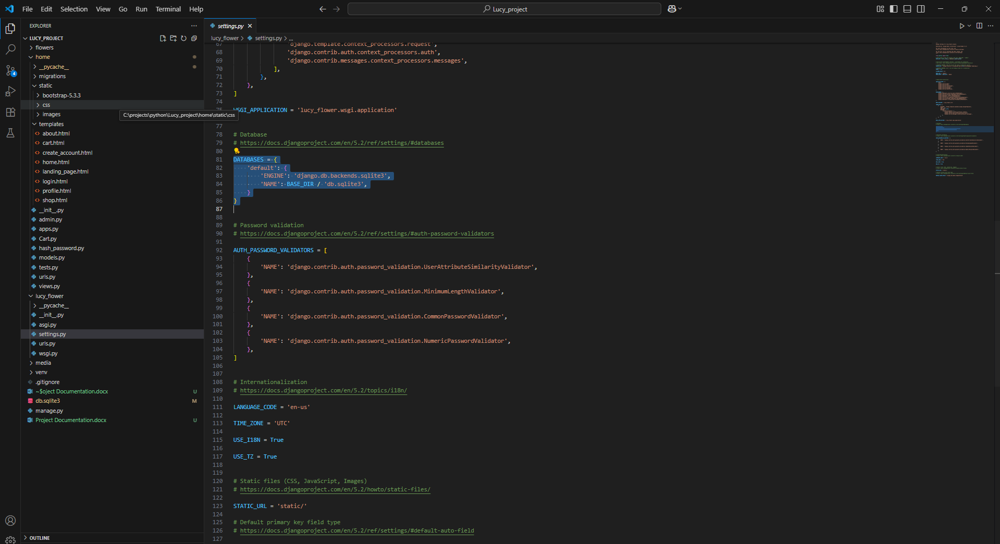 File Edit Selection View Go Run Terminal Help
Lucy_project
EXPLORER
LUCY_PROJECT
flowers
home
__pycache__
migrations
static
bootstrap-5.3.3
css
images
C:\projects\python\Lucy_project\home\static\css
templates
about.html
cart.html
create_account.html
home.html
landing_page.html
login.html
profile.html
shop.html
__init__.py
admin.py
apps.py
Cart.py
hash_password.py
models.py
tests.py
urls.py
views.py
lucy_flower
__pycache__
__init__.py
asgi.py
settings.py
urls.py
wsgi.py
media
venv
.gitignore
~$oject Documentation.docx U
db.sqlite3 M
manage.py
Project Documentation.docx U
OUTLINE
4
settings.py
lucy_flower > settings.py > ...
67 'django.template.context_processors.request',
68 'django.contrib.auth.context_processors.auth',
69 'django.contrib.messages.context_processors.messages',
70 ],
71 },
72 },
73 ]
74
75 WSGI_APPLICATION = 'lucy_flower.wsgi.application'
77
78 # Database
79 # https://docs.djangoproject.com/en/5.2/ref/settings/#databases
80
81 DATABASES = {
82 'default': {
83 'ENGINE': 'django.db.backends.sqlite3',
84 'NAME': BASE_DIR / 'db.sqlite3',
85 }
86 }
87
88
89 # Password validation
90 # https://docs.djangoproject.com/en/5.2/ref/settings/#auth-password-validators
91
92 AUTH_PASSWORD_VALIDATORS = [
93 {
94 'NAME': 'django.contrib.auth.password_validation.UserAttributeSimilarityValidator',
95 },
96 {
97 'NAME': 'django.contrib.auth.password_validation.MinimumLengthValidator',
98 },
99 {
100 'NAME': 'django.contrib.auth.password_validation.CommonPasswordValidator',
101 },
102 {
103 'NAME': 'django.contrib.auth.password_validation.NumericPasswordValidator',
104 },
105 ]
106
107
108 # Internationalization
109 # https://docs.djangoproject.com/en/5.2/topics/i18n/
110
111 LANGUAGE_CODE = 'en-us'
112
113 TIME_ZONE = 'UTC'
114
115 USE_I18N = True
116
117 USE_TZ = True
118
119
120 # Static files (CSS, JavaScript, Images)
121 # https://docs.djangoproject.com/en/5.2/howto/static-files/
122
123 STATIC_URL = 'static/'
124
125 # Default primary key field type
126 # https://docs.djangoproject.com/en/5.2/ref/settings/#default-auto-field
127